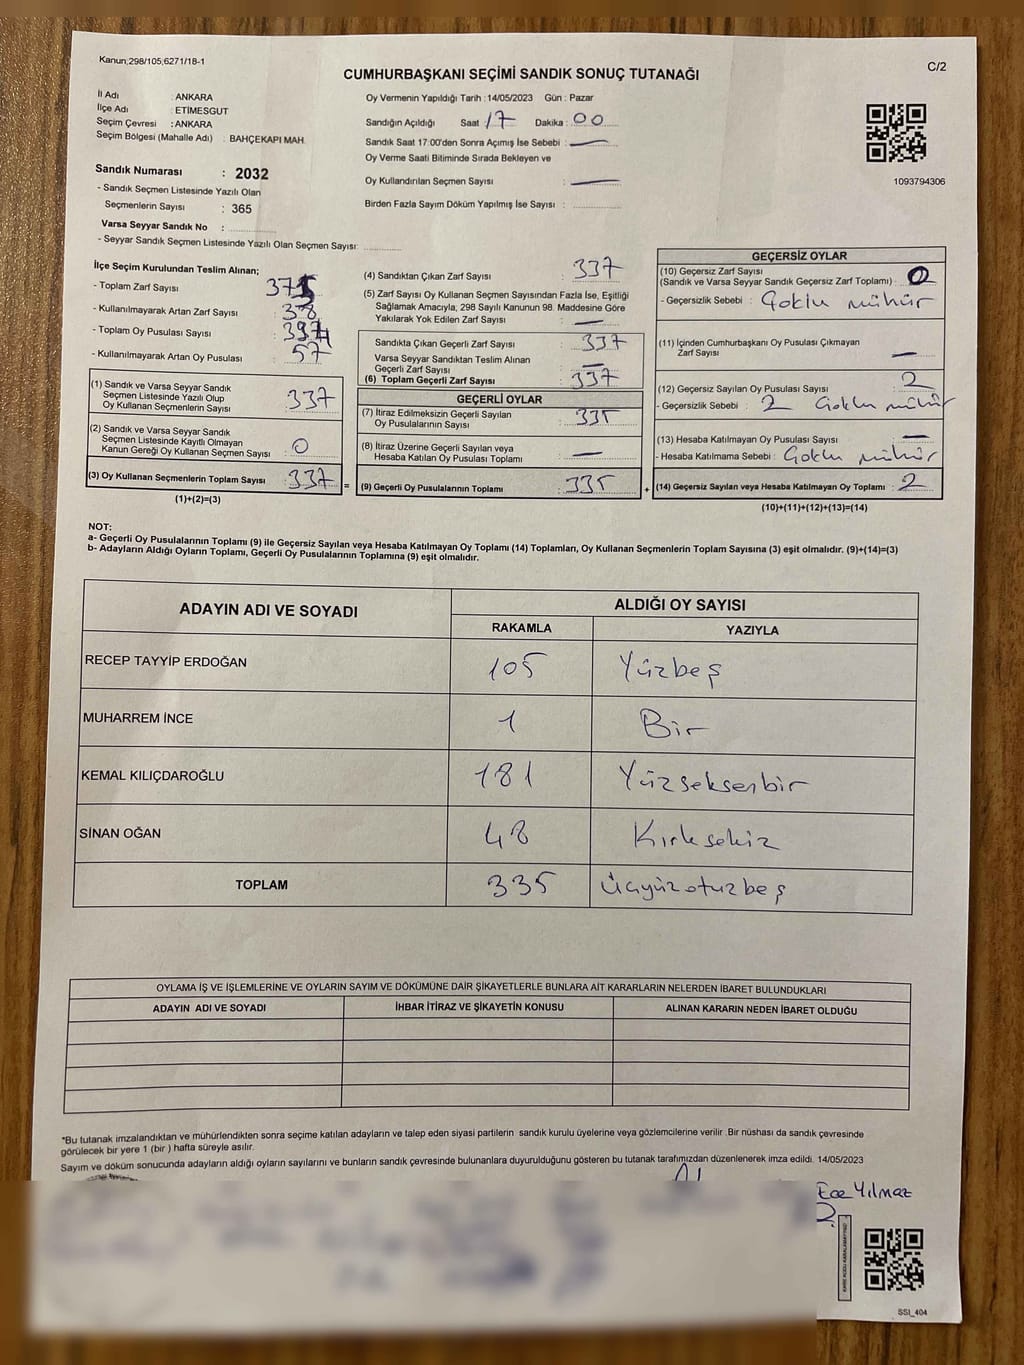 Kanun;298/105;6271/18-1
C/2
CUMHURBAŞKANI SEÇİMİ SANDIK SONUÇ TUTANAĞI
İl Adı : ANKARA
İlçe Adı : ETİMESGUT
Seçim Çevresi : ANKARA
Seçim Bölgesi (Mahalle Adı) : BAHÇEKAPI MAH.
Sandık Numarası : 2032
- Sandık Seçmen Listesinde Yazılı Olan
Seçmenlerin Sayısı : 365
Varsa Seyyar Sandık No :
- Seyyar Sandık Seçmen Listesinde Yazılı Olan Seçmen Sayısı:
Oy Vermenin Yapıldığı Tarih :14/05/2023 Gün : Pazar
Sandığın Açıldığı Saat 17 Dakika : 00
Sandık Saat 17:00'den Sonra Açımış İse Sebebi : —
Oy Verme Saati Bitiminde Sırada Bekleyen ve
Oy Kullandırılan Seçmen Sayısı : —
Birden Fazla Sayım Döküm Yapılmış İse Sayısı :
1093794306
İlçe Seçim Kurulundan Teslim Alınan;
- Toplam Zarf Sayısı : 375
- Kullanılmayarak Artan Zarf Sayısı : 38
- Toplam Oy Pusulası Sayısı : 394
- Kullanılmayarak Artan Oy Pusulası : 57
(1) Sandık ve Varsa Seyyar Sandık
Seçmen Listesinde Yazılı Olup
Oy Kullanan Seçmenlerin Sayısı : 337
(2) Sandık ve Varsa Seyyar Sandık
Seçmen Listesinde Kayıtlı Olmayan
Kanun Gereği Oy Kullanan Seçmen Sayısı : 0
(3) Oy Kullanan Seçmenlerin Toplam Sayısı : 337 =
(1)+(2)=(3)
(4) Sandıktan Çıkan Zarf Sayısı : 337
(5) Zarf Sayısı Oy Kullanan Seçmen Sayısından Fazla İse, Eşitliği
Sağlamak Amacıyla; 298 Sayılı Kanunun 98. Maddesine Göre
Yakılarak Yok Edilen Zarf Sayısı : —
Sandıkta Çıkan Geçerli Zarf Sayısı : 337
Varsa Seyyar Sandıktan Teslim Alınan
Geçerli Zarf Sayısı : —
(6) Toplam Geçerli Zarf Sayısı : 337
GEÇERLİ OYLAR
(7) İtiraz Edilmeksizin Geçerli Sayılan
Oy Pusulalarının Sayısı : 335
(8) İtiraz Üzerine Geçerli Sayılan veya
Hesaba Katılan Oy Pusulası Toplamı : —
(9) Geçerli Oy Pusulalarının Toplamı : 335 +
GEÇERSİZ OYLAR
(10) Geçersiz Zarf Sayısı
(Sandık ve Varsa Seyyar Sandık Geçersiz Zarf Toplamı) : 0
- Geçersizlik Sebebi : Çoklu mühür
(11) İçinden Cumhurbaşkanı Oy Pusulası Çıkmayan
Zarf Sayısı : —
(12) Geçersiz Sayılan Oy Pusulası Sayısı : 2
- Geçersizlik Sebebi : 2 Çoklu mühür
(13) Hesaba Katılmayan Oy Pusulası Sayısı : —
- Hesaba Katılmama Sebebi : Çoklu mühür
(14) Geçersiz Sayılan veya Hesaba Katılmayan Oy Toplamı : 2
(10)+(11)+(12)+(13)=(14)
NOT:
a- Geçerli Oy Pusulalarının Toplamı (9) ile Geçersiz Sayılan veya Hesaba Katılmayan Oy Toplamı (14) Toplamları, Oy Kullanan Seçmenlerin Toplam Sayısına (3) eşit olmalıdır. (9)+(14)=(3)
b- Adayların Aldığı Oyların Toplamı, Geçerli Oy Pusulalarının Toplamına (9) eşit olmalıdır.
ADAYIN ADI VE SOYADI
ALDIĞI OY SAYISI
RAKAMLA YAZIYLA
RECEP TAYYİP ERDOĞAN 105 Yüzbeş
MUHARREM İNCE 1 Bir
KEMAL KILIÇDAROĞLU 181 Yüzseksenbir
SİNAN OĞAN 48 Kırksekiz
TOPLAM 335 Üçyüzotuzbeş
OYLAMA İŞ VE İŞLEMLERİNE VE OYLARIN SAYIM VE DÖKÜMÜNE DAİR ŞİKAYETLERLE BUNLARA AİT KARARLARIN NELERDEN İBARET BULUNDUKLARI
ADAYIN ADI VE SOYADI İHBAR İTİRAZ VE ŞİKAYETİN KONUSU ALINAN KARARIN NEDEN İBARET OLDUĞU
*Bu tutanak imzalandıktan ve mühürlendikten sonra seçime katılan adayların ve talep eden siyasi partilerin sandık kurulu üyelerine veya gözlemcilerine verilir .Bir nüshası da sandık çevresinde
görülecek bir yere 1 (bir ) hafta süreyle asılır.
Sayım ve döküm sonucunda adayların aldığı oyların sayılarını ve bunların sandık çevresinde bulunanlara duyurulduğunu gösteren bu tutanak tarafımızdan düzenlenerek imza edildi. 14/05/2023
Ece Yılmaz
SSI_404